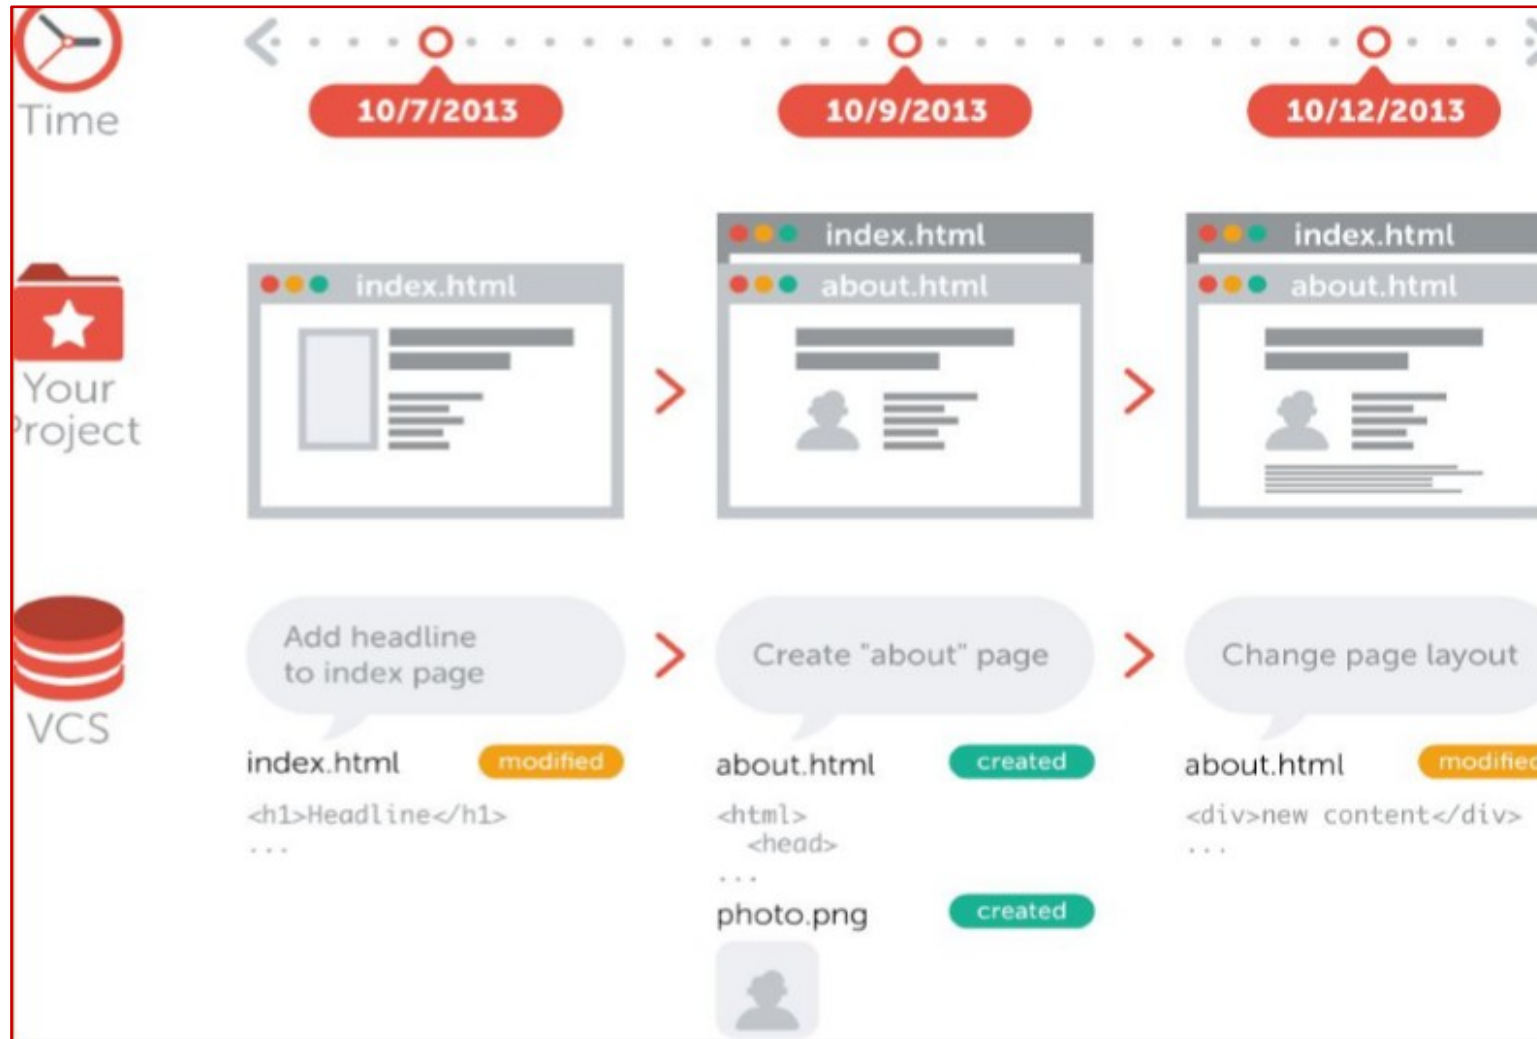 Time
10/7/2013
10/9/2013
10/12/2013
Your
Project
index.html
index.html
about.html
index.html
about.html
VCS
Add headline
to index page
Create "about" page
Change page layout
index.html modified
<h1>Headline</h1>
...
about.html created
<html>
<head>
...
photo.png created
about.html modified
<div>new content</div>
...